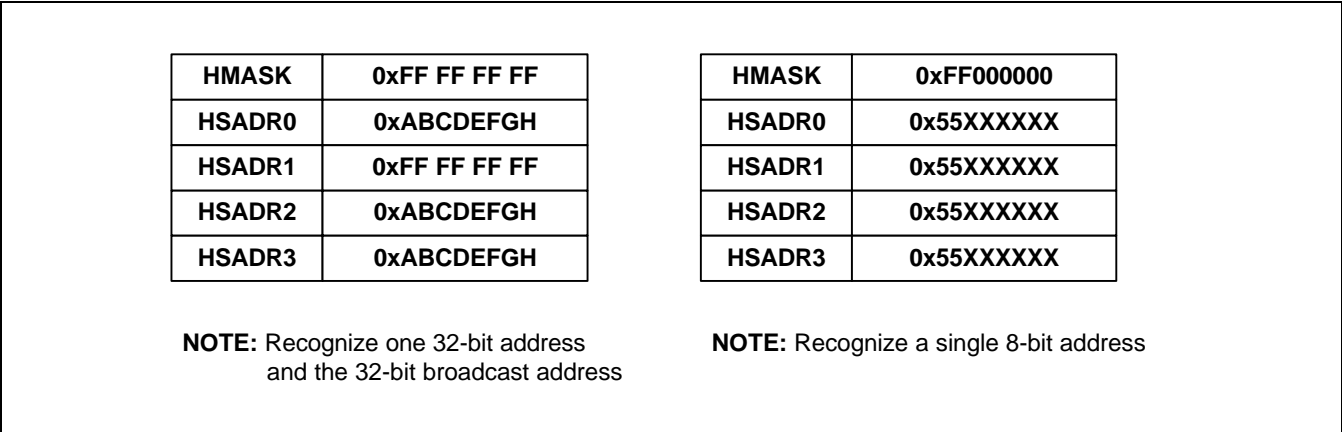 HMASK 0xFF FF FF FF
HSADR0 0xABCDEFGH
HSADR1 0xFF FF FF FF
HSADR2 0xABCDEFGH
HSADR3 0xABCDEFGH
NOTE: Recognize one 32-bit address
and the 32-bit broadcast address
HMASK 0xFF000000
HSADR0 0x55XXXXXX
HSADR1 0x55XXXXXX
HSADR2 0x55XXXXXX
HSADR3 0x55XXXXXX
NOTE: Recognize a single 8-bit address